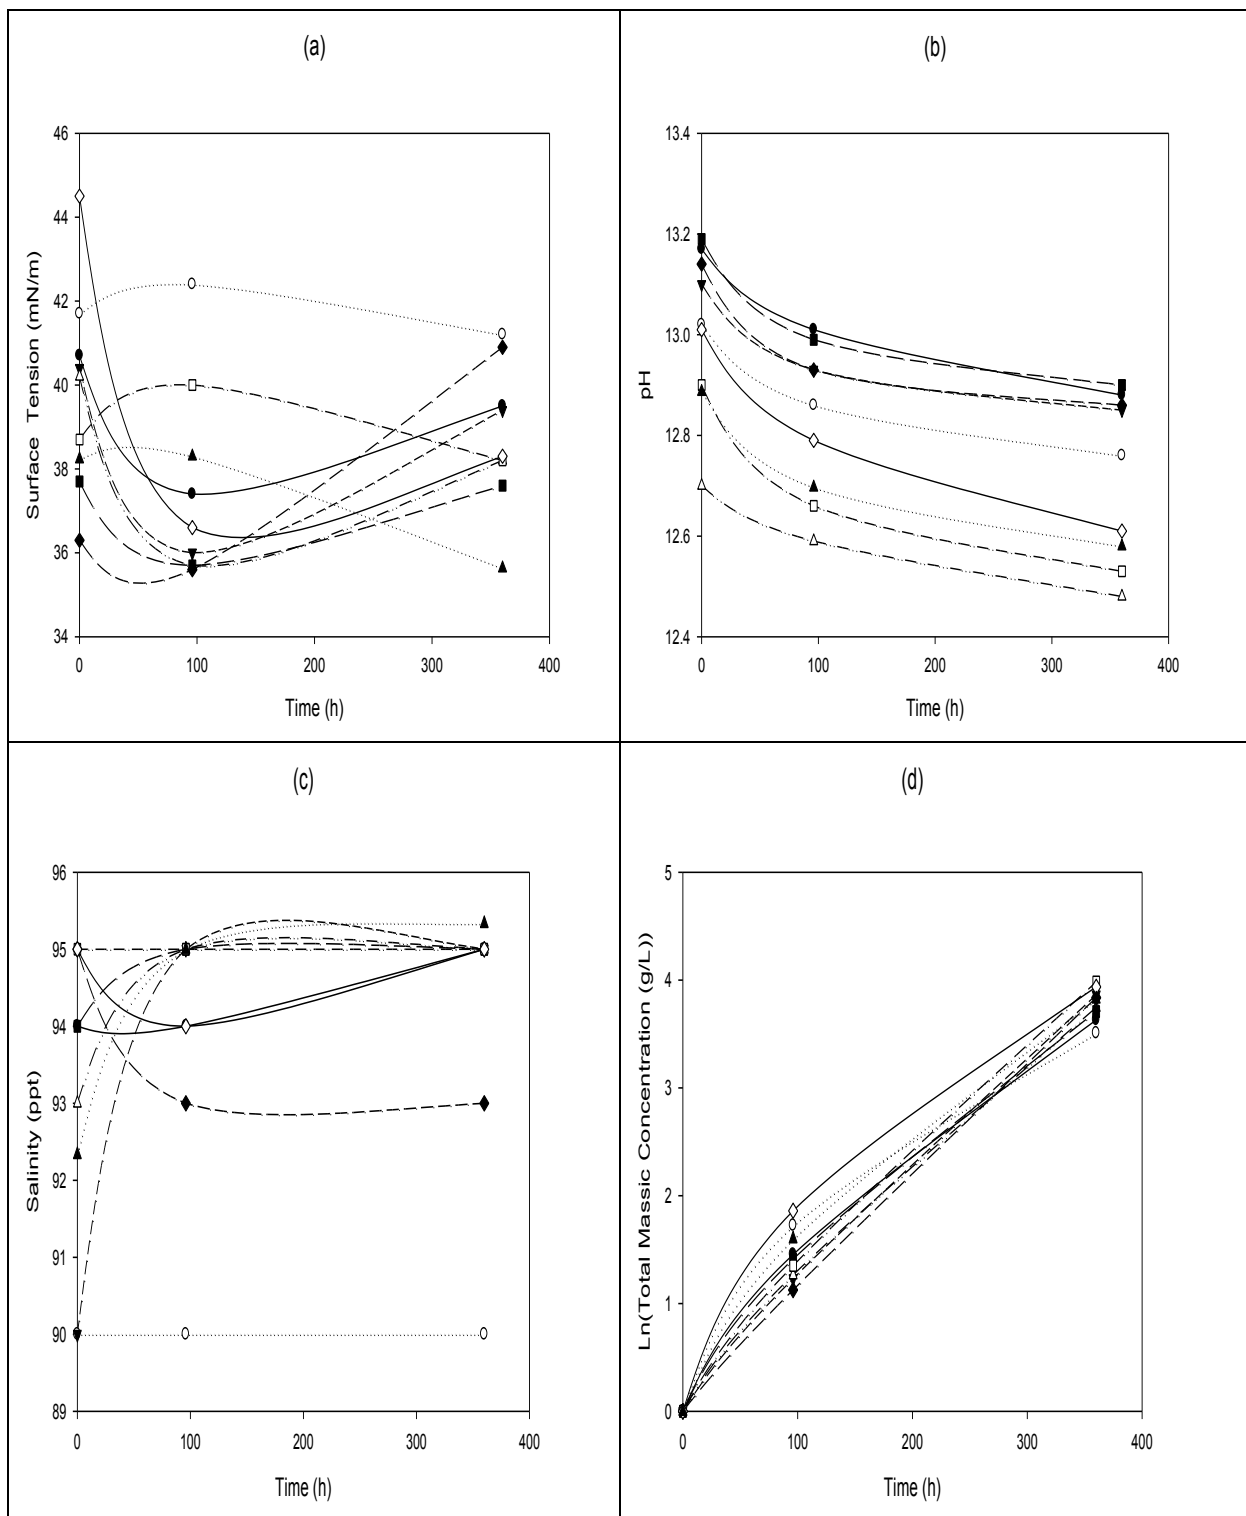 (a)
46
44
42
40
38
36
34
Surface Tension (mN/m)
0 100 200 300 400
Time (h)
(b)
13.4
13.2
13.0
12.8
12.6
12.4
pH
0 100 200 300 400
Time (h)
(c)
96
95
94
93
92
91
90
89
Salinity (ppt)
0 100 200 300 400
Time (h)
(d)
5
4
3
2
1
0
Ln(Total Massic Concentration (g/L))
0 100 200 300 400
Time (h)